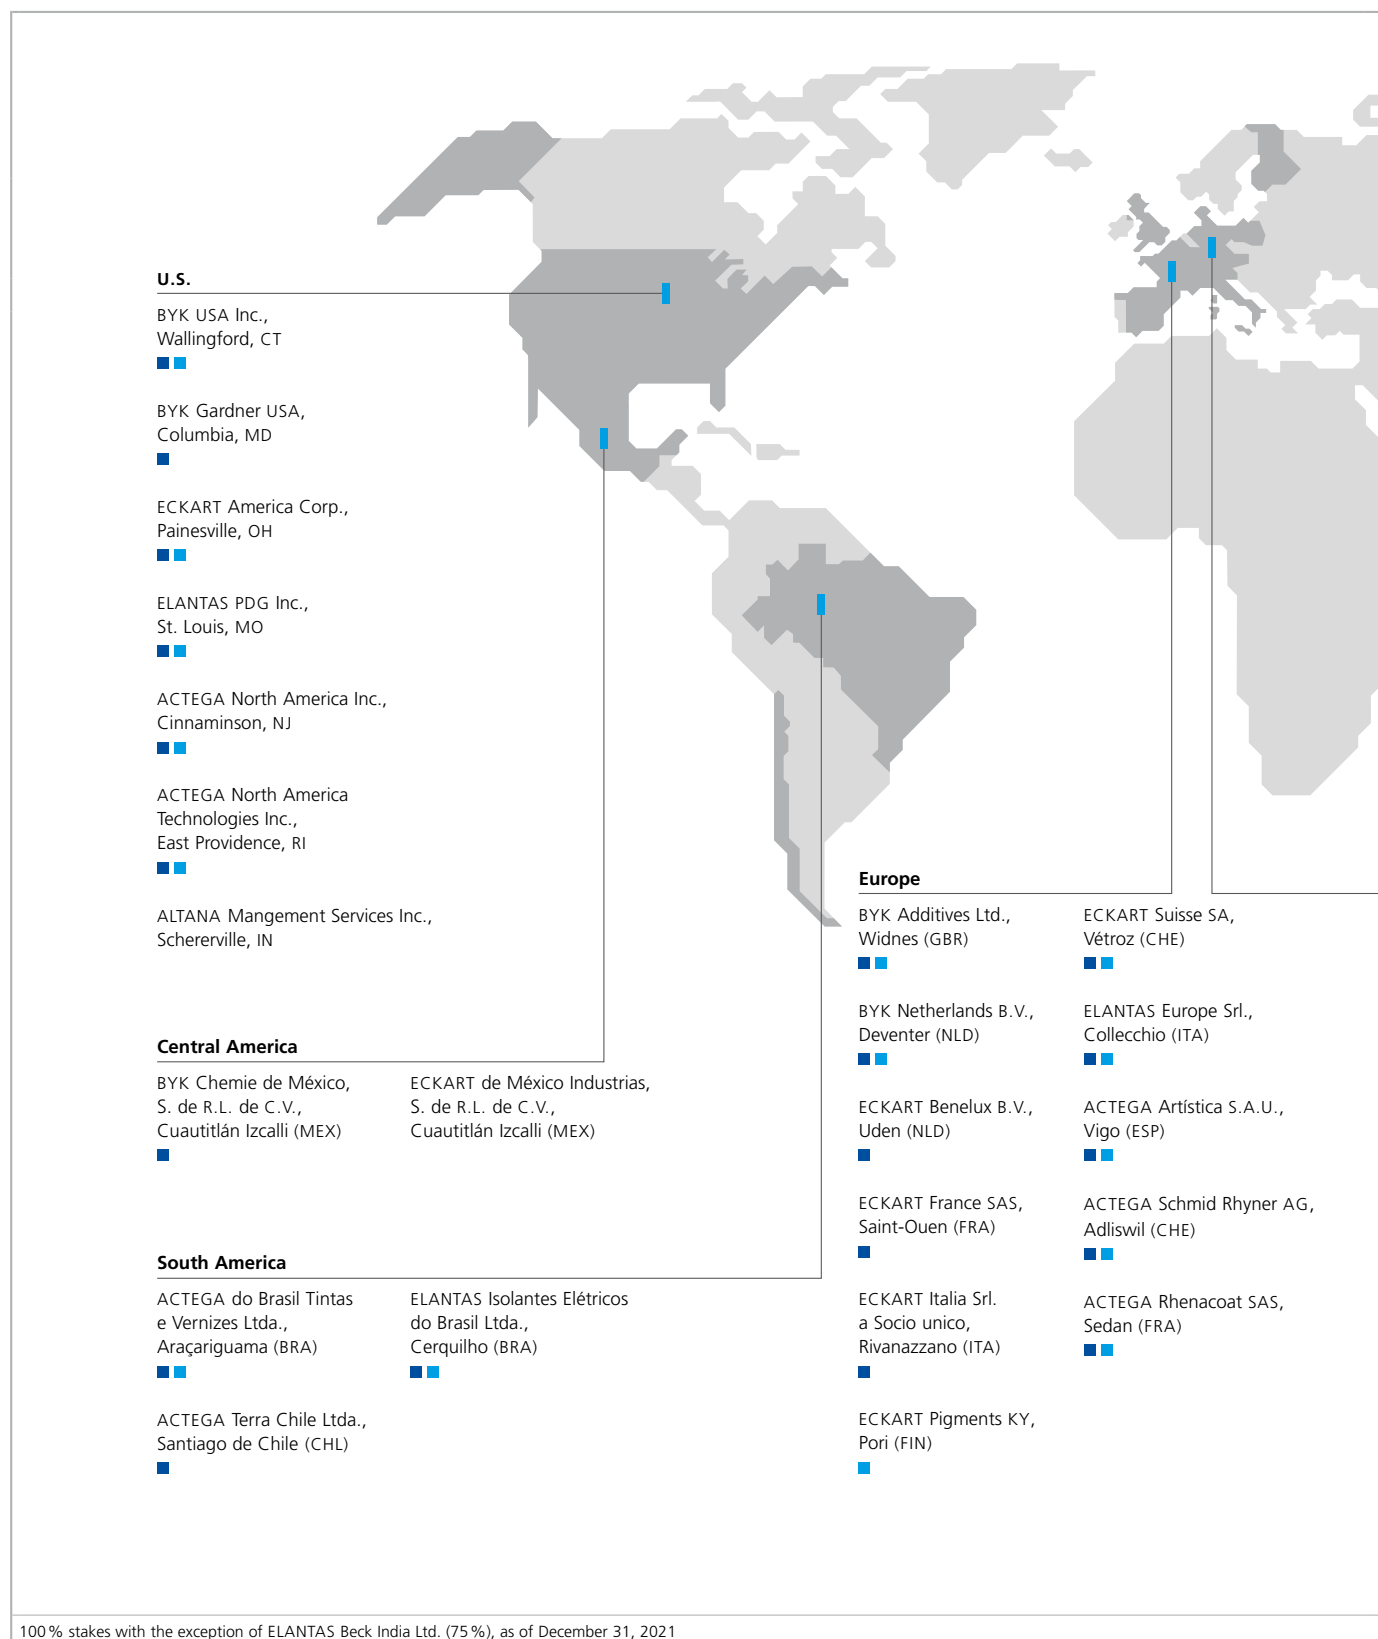 U.S.
BYK USA Inc.,
Wallingford, CT
BYK Gardner USA,
Columbia, MD
ECKART America Corp.,
Painesville, OH
ELANTAS PDG Inc.,
St. Louis, MO
ACTEGA North America Inc.,
Cinnaminson, NJ
ACTEGA North America
Technologies Inc.,
East Providence, RI
ALTANA Mangement Services Inc.,
Schererville, IN
Central America
BYK Chemie de México,
S. de R.L. de C.V.,
Cuautitlán Izcalli (MEX)
ECKART de México Industrias,
S. de R.L. de C.V.,
Cuautitlán Izcalli (MEX)
South America
ACTEGA do Brasil Tintas
e Vernizes Ltda.,
Araçariguama (BRA)
ACTEGA Terra Chile Ltda.,
Santiago de Chile (CHL)
ELANTAS Isolantes Elétricos
do Brasil Ltda.,
Cerquilho (BRA)
Europe
BYK Additives Ltd.,
Widnes (GBR)
BYK Netherlands B.V.,
Deventer (NLD)
ECKART Benelux B.V.,
Uden (NLD)
ECKART France SAS,
Saint-Ouen (FRA)
ECKART Italia Srl.
a Socio unico,
Rivanazzano (ITA)
ECKART Pigments KY,
Pori (FIN)
ECKART Suisse SA,
Vétroz (CHE)
ELANTAS Europe Srl.,
Collecchio (ITA)
ACTEGA Artística S.A.U.,
Vigo (ESP)
ACTEGA Schmid Rhyner AG,
Adliswil (CHE)
ACTEGA Rhenacoat SAS,
Sedan (FRA)
100 % stakes with the exception of ELANTAS Beck India Ltd. (75 %), as of December 31, 2021